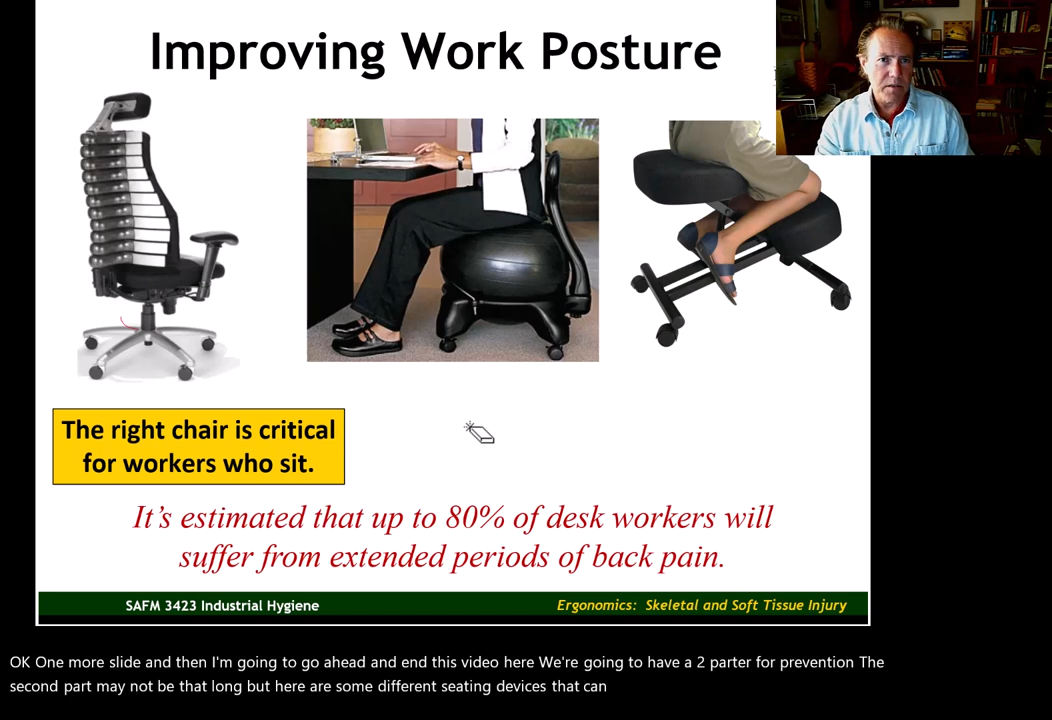 Improving Work Posture
The right chair is critical
for workers who sit.
It's estimated that up to 80% of desk workers will
suffer from extended periods of back pain.
SAFM 3423 Industrial Hygiene
Ergonomics: Skeletal and Soft Tissue Injury
OK One more slide and then I'm going to go ahead and end this video here We're going to have a 2 parter for prevention The
second part may not be that long but here are some different seating devices that can